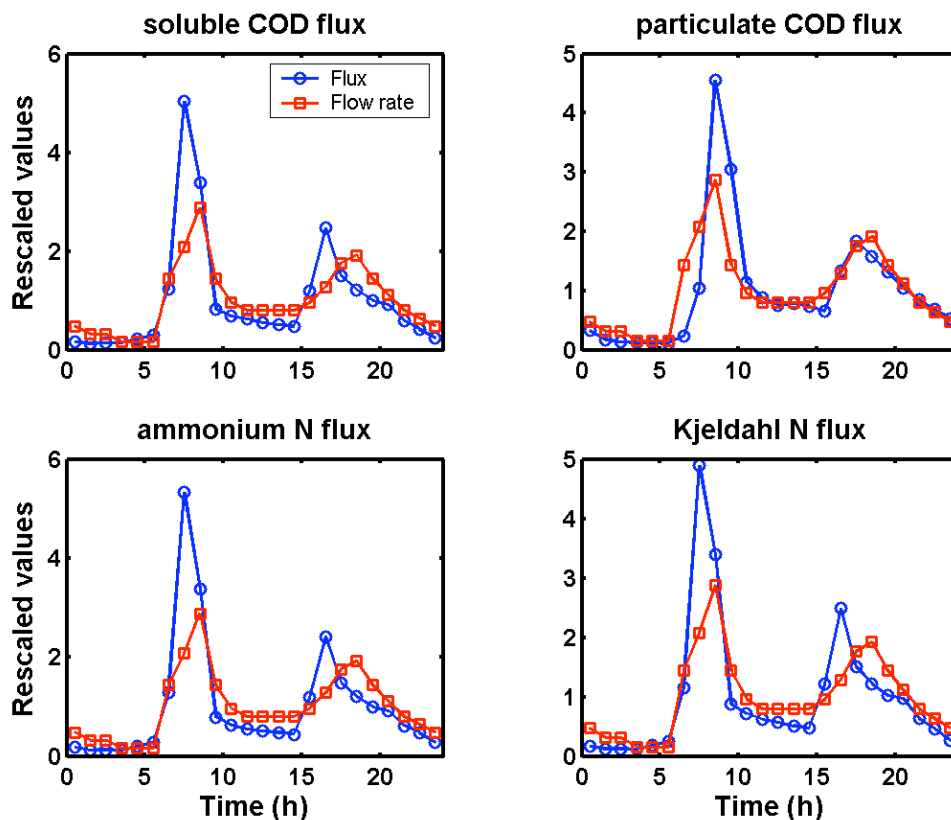 soluble COD flux
particulate COD flux
Rescaled values
6
4
2
0
0 5 10 15 20
Flux
Flow rate
5
4
3
2
1
0
0 5 10 15 20
ammonium N flux
Kjeldahl N flux
Rescaled values
6
4
2
0
0 5 10 15 20
Time (h)
5
4
3
2
1
0
0 5 10 15 20
Time (h)